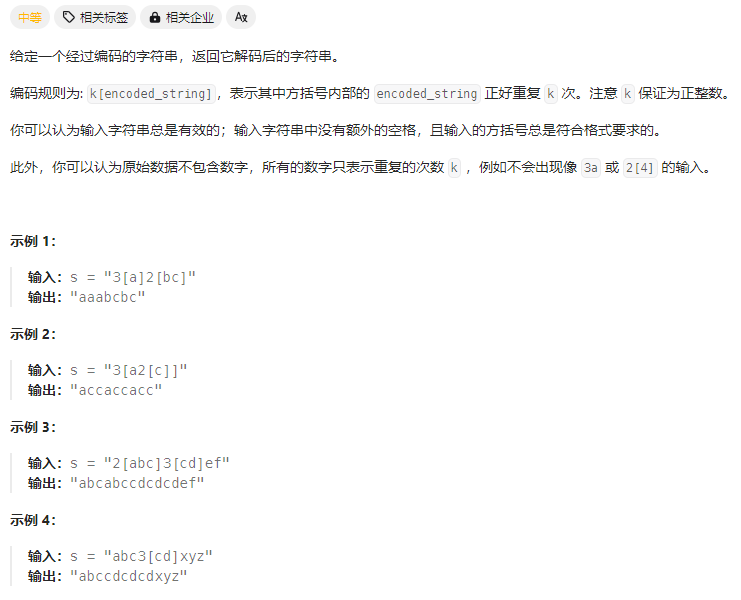 中等 相关标签 相关企业 Aあ
给定一个经过编码的字符串，返回它解码后的字符串。
编码规则为: k[encoded_string]，表示其中方括号内部的 encoded_string 正好重复 k 次。注意 k 保证为正整数。
你可以认为输入字符串总是有效的；输入字符串中没有额外的空格，且输入的方括号总是符合格式要求的。
此外，你可以认为原始数据不包含数字，所有的数字只表示重复的次数 k ，例如不会出现像 3a 或 2[4] 的输入。
示例 1：
输入：s = "3[a]2[bc]"
输出："aaabcbc"
示例 2：
输入：s = "3[a2[c]]"
输出："accaccacc"
示例 3：
输入：s = "2[abc]3[cd]ef"
输出："abcabccdcdcdef"
示例 4：
输入：s = "abc3[cd]xyz"
输出："abccdcdcdxyz"